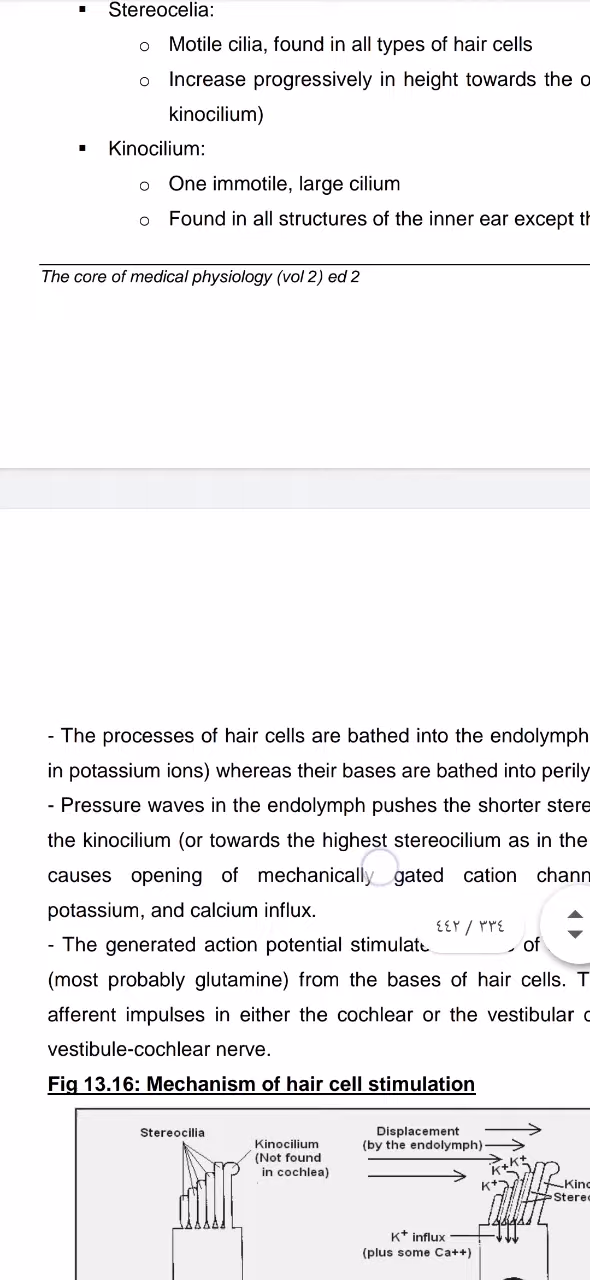 ▪ Stereocelia:
o Motile cilia, found in all types of hair cells
o Increase progressively in height towards the
kinocilium)
▪ Kinocilium:
o One immotile, large cilium
o Found in all structures of the inner ear except
The core of medical physiology (vol 2) ed 2
- The processes of hair cells are bathed into the endolymph
in potassium ions) whereas their bases are bathed into
- Pressure waves in the endolymph pushes the shorter
the kinocilium (or towards the highest stereocilium as in the
causes opening of mechanically gated cation
potassium, and calcium influx.
٣٣٤ / ٤٤٢
- The generated action potential of
(most probably glutamine) from the bases of hair cells.
afferent impulses in either the cochlear or the vestibular
vestibule-cochlear nerve.
Fig 13.16: Mechanism of hair cell stimulation
Stereocilia
Kinocilium
(Not found
in cochlea)
Displacement
(by the endolymph)
K+
K+
K+
K+ influx
(plus some Ca++)